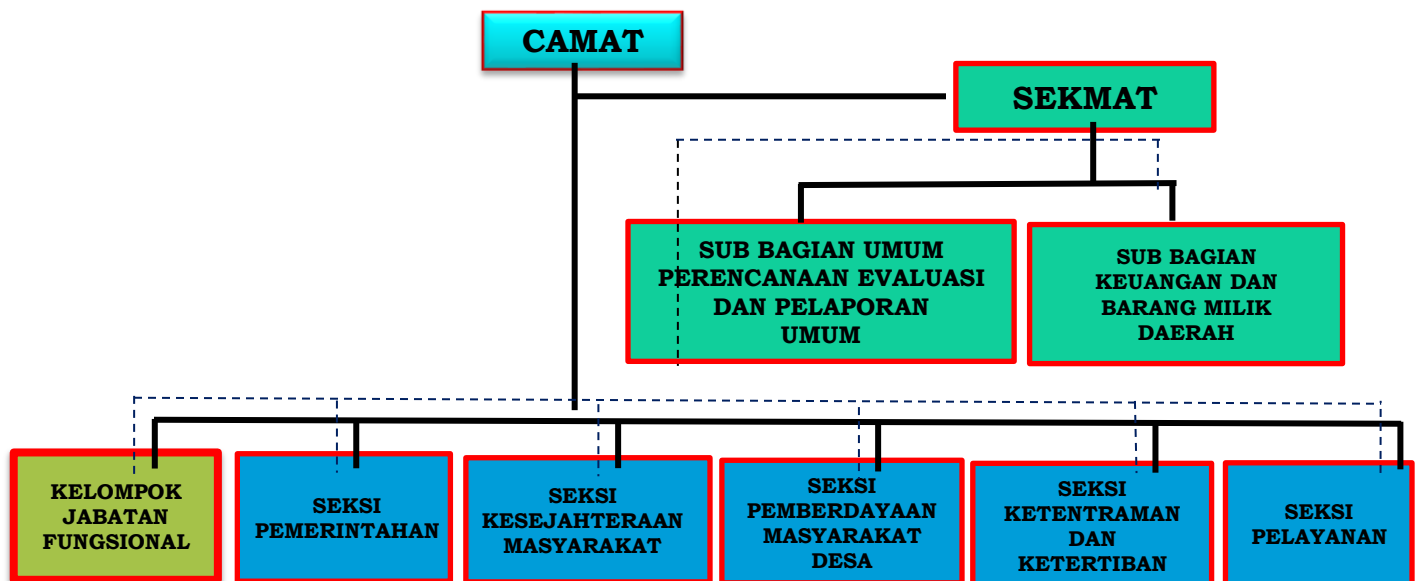 CAMAT
SEKMAT
SUB BAGIAN UMUM
PERENCANAAN EVALUASI
DAN PELAPORAN
UMUM
SUB BAGIAN
KEUANGAN DAN
BARANG MILIK
DAERAH
KELOMPOK
JABATAN
FUNGSIONAL
SEKSI
PEMERINTAHAN
SEKSI
KESEJAHTERAAN
MASYARAKAT
SEKSI
PEMBERDAYAAN
MASYARAKAT
DESA
SEKSI
KETENTRAMAN
DAN
KETERTIBAN
SEKSI
PELAYANAN